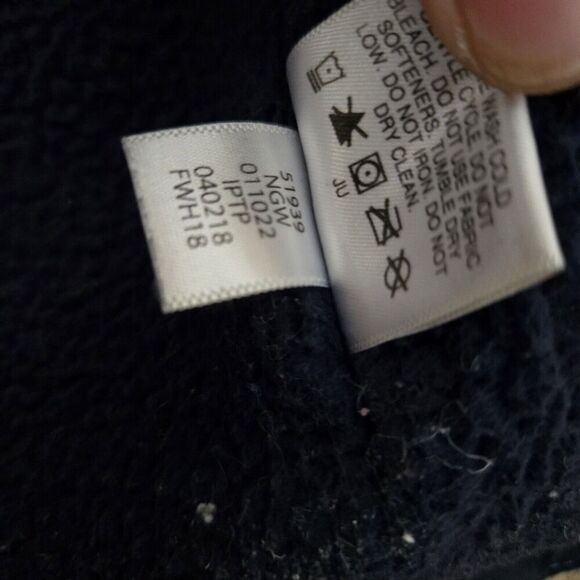 51939
NGW
011022
IPTP
040218
FWH18
WASH COLD
CYCLE. DO NOT
BLEACH. DO NOT USE FABRIC
SOFTENERS. TUMBLE DRY
LOW. DO NOT IRON. DO NOT
DRY CLEAN.
JU